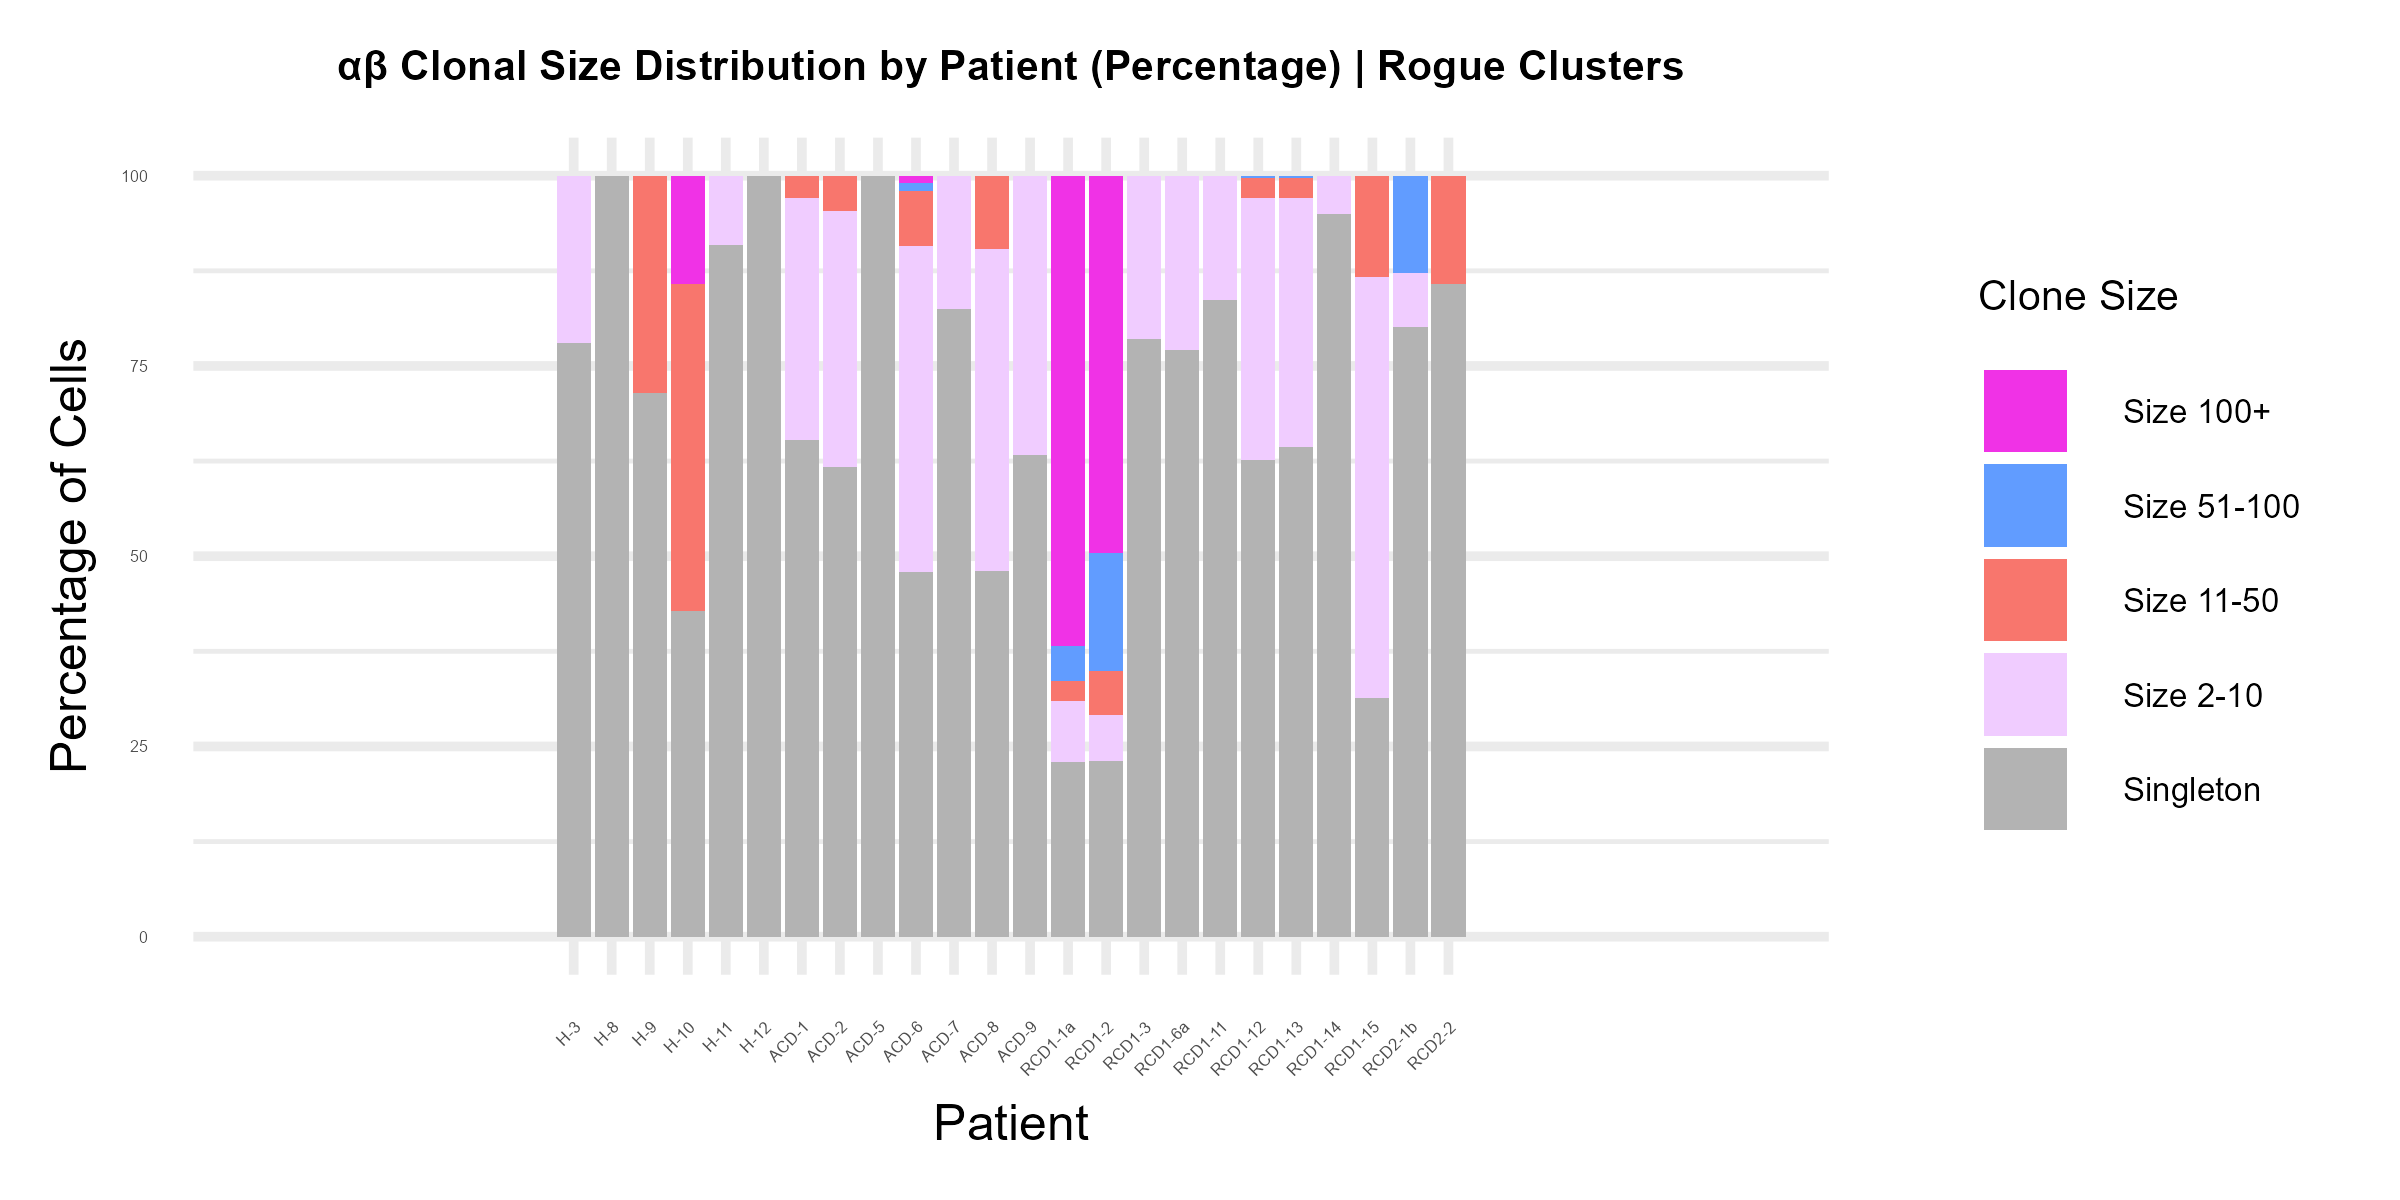 αβ Clonal Size Distribution by Patient (Percentage) | Rogue Clusters
Percentage of Cells
100
75
50
25
0
H-3
H-8
H-9
H-10
H-11
H-12
ACD-1
ACD-2
ACD-5
ACD-6
ACD-7
ACD-8
ACD-9
RCD1-1a
RCD1-2
RCD1-3
RCD1-6a
RCD1-11
RCD1-12
RCD1-13
RCD1-14
RCD1-15
RCD2-1b
RCD2-2
Patient
Clone Size
Size 100+
Size 51-100
Size 11-50
Size 2-10
Singleton